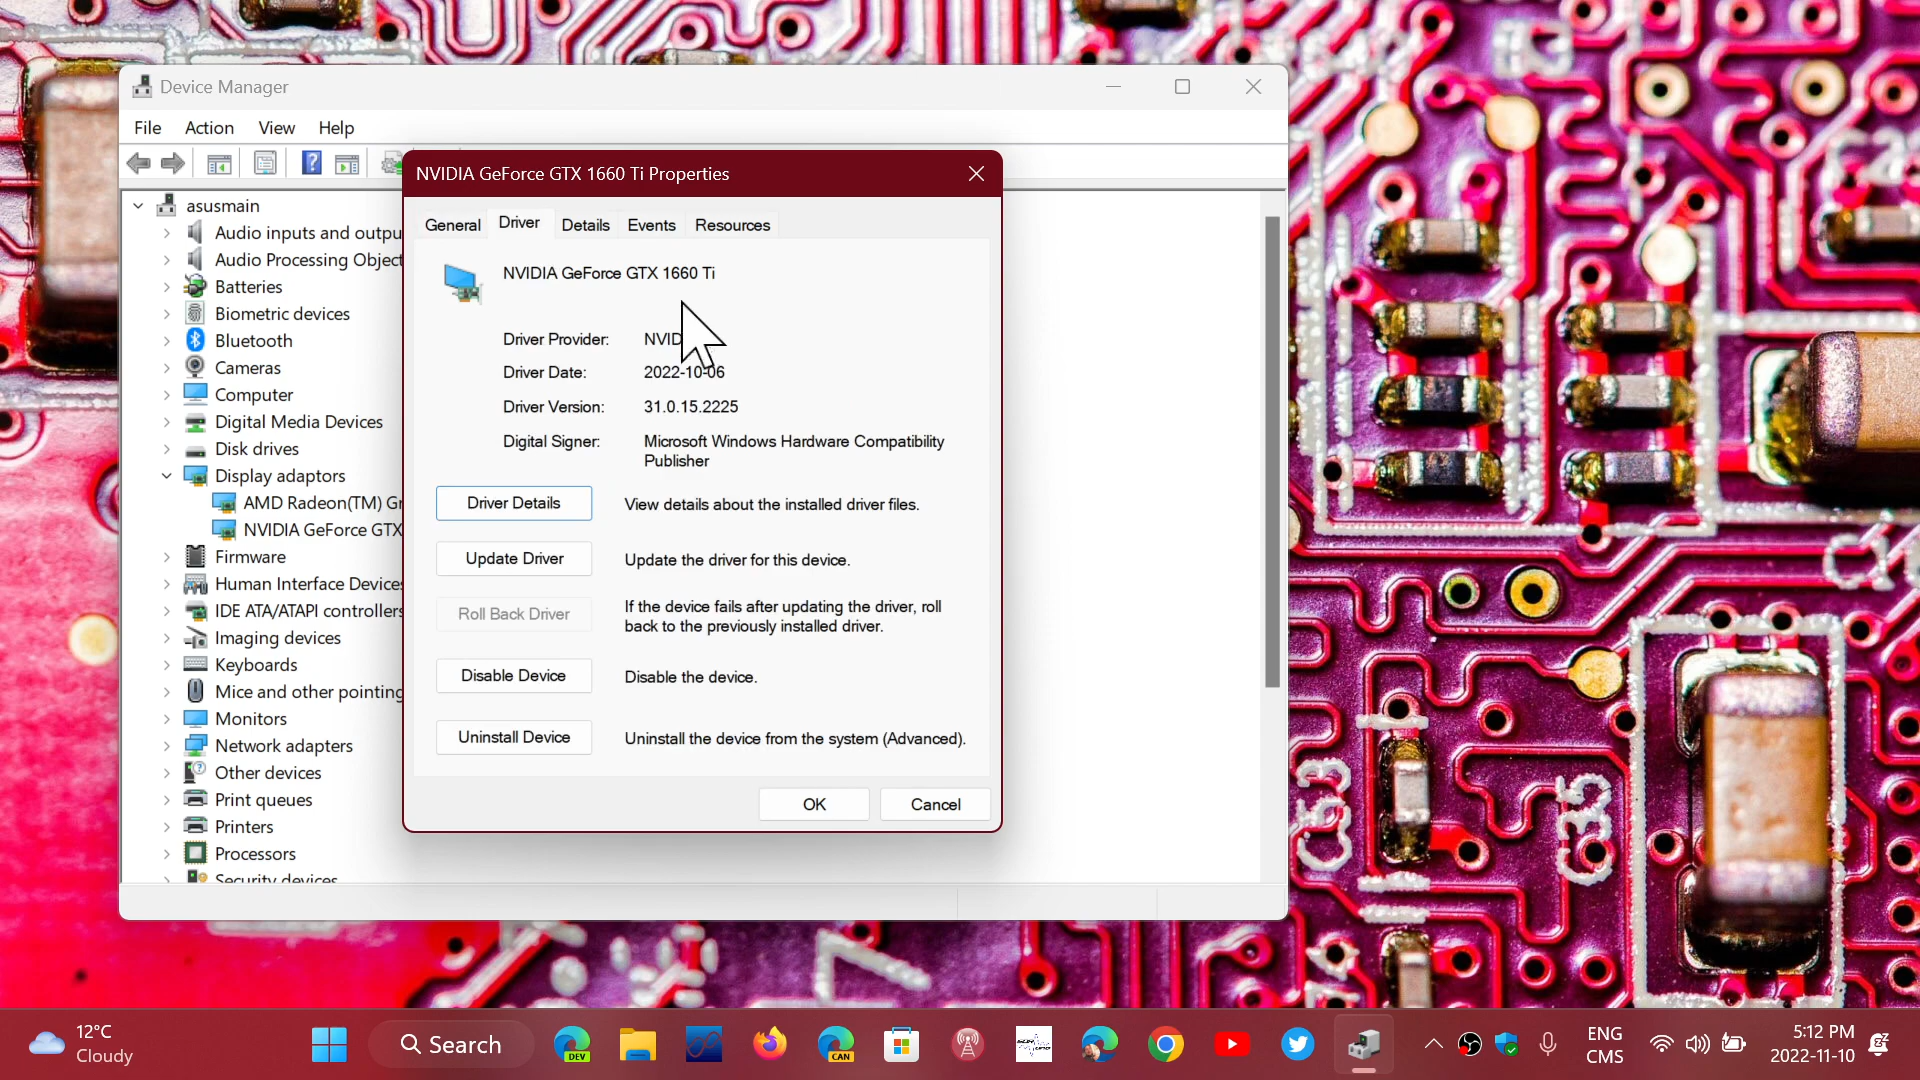 Device Manager
File Action View Help
NVIDIA GeForce GTX 1660 Ti Properties
asusmain
Audio inputs and outpu
Audio Processing Object
Batteries
Biometric devices
Bluetooth
Cameras
Computer
Digital Media Devices
Disk drives
Display adaptors
AMD Radeon(TM) Gr
NVIDIA GeForce GTX
Firmware
Human Interface Devices
IDE ATA/ATAPI controllers
Imaging devices
Keyboards
Mice and other pointing
Monitors
Network adapters
Other devices
Print queues
Printers
Processors
Security devices
General Driver Details Events Resources
NVIDIA GeForce GTX 1660 Ti
Driver Provider: NVID
Driver Date: 2022-10-06
Driver Version: 31.0.15.2225
Digital Signer: Microsoft Windows Hardware Compatibility
Publisher
Driver Details View details about the installed driver files.
Update Driver Update the driver for this device.
Roll Back Driver If the device fails after updating the driver, roll
back to the previously installed driver.
Disable Device Disable the device.
Uninstall Device Uninstall the device from the system (Advanced).
OK Cancel
C53
12°C
Cloudy
Search
DEV
CAN
ENG
CMS
5:12 PM
2022-11-10